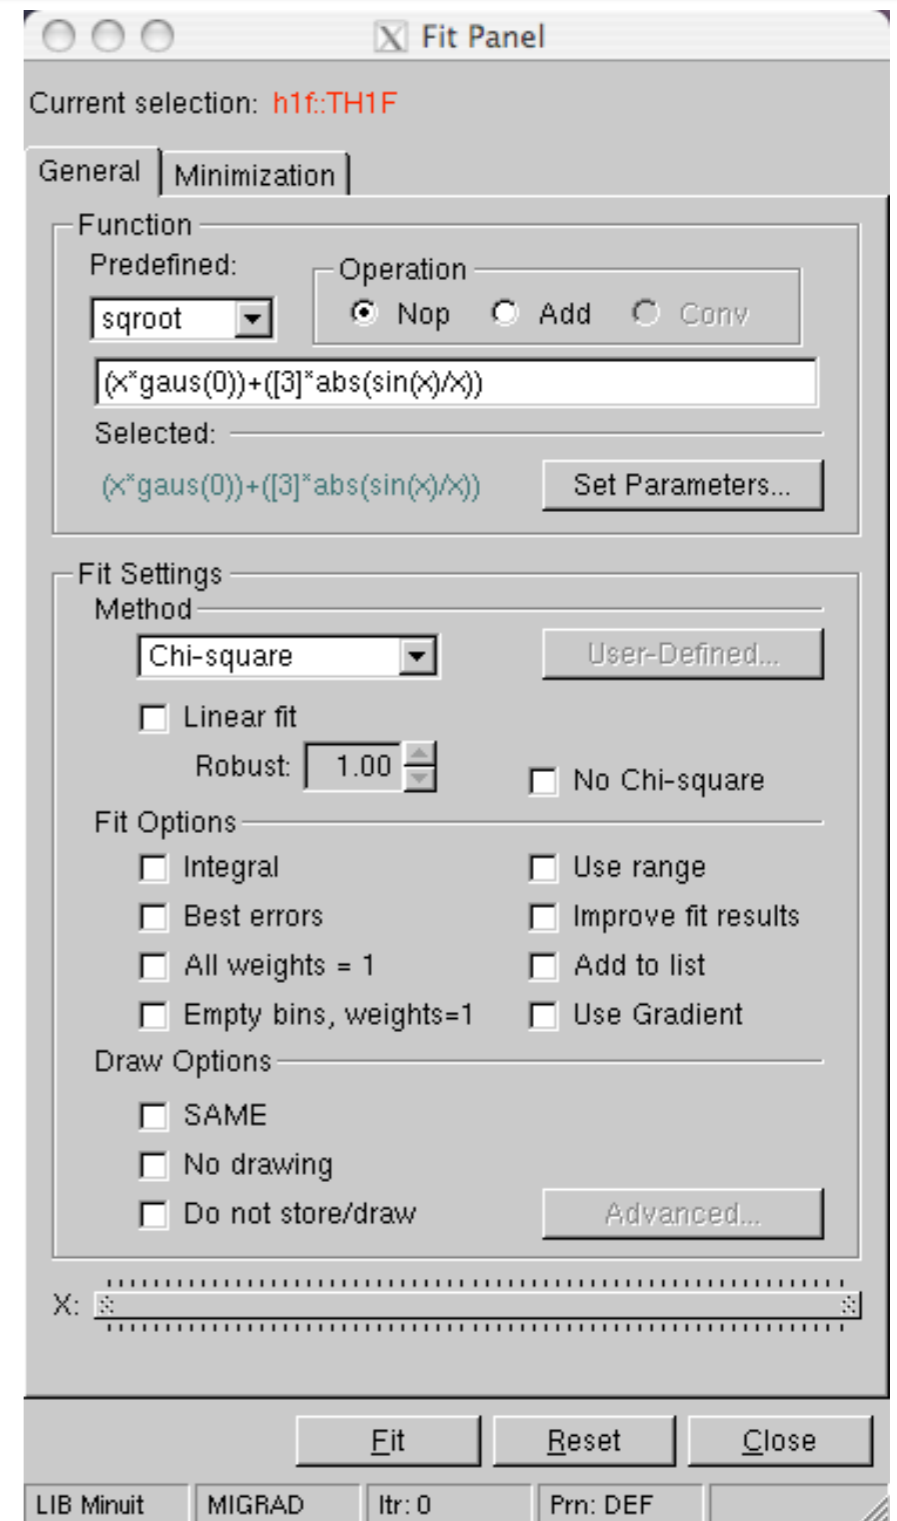 X Fit Panel
Current selection: h1f::TH1F
General Minimization
Function
Predefined: Operation
sqroot Nop Add Conv
(x*gaus(0))+([3]*abs(sin(x)/x))
Selected:
(x*gaus(0))+([3]*abs(sin(x)/x)) Set Parameters...
Fit Settings
Method
Chi-square User-Defined...
Linear fit
Robust: 1.00 No Chi-square
Fit Options
Integral Use range
Best errors Improve fit results
All weights = 1 Add to list
Empty bins, weights=1 Use Gradient
Draw Options
SAME
No drawing
Do not store/draw Advanced...
X:
Fit Reset Close
LIB Minuit MIGRAD Itr: 0 Prn: DEF